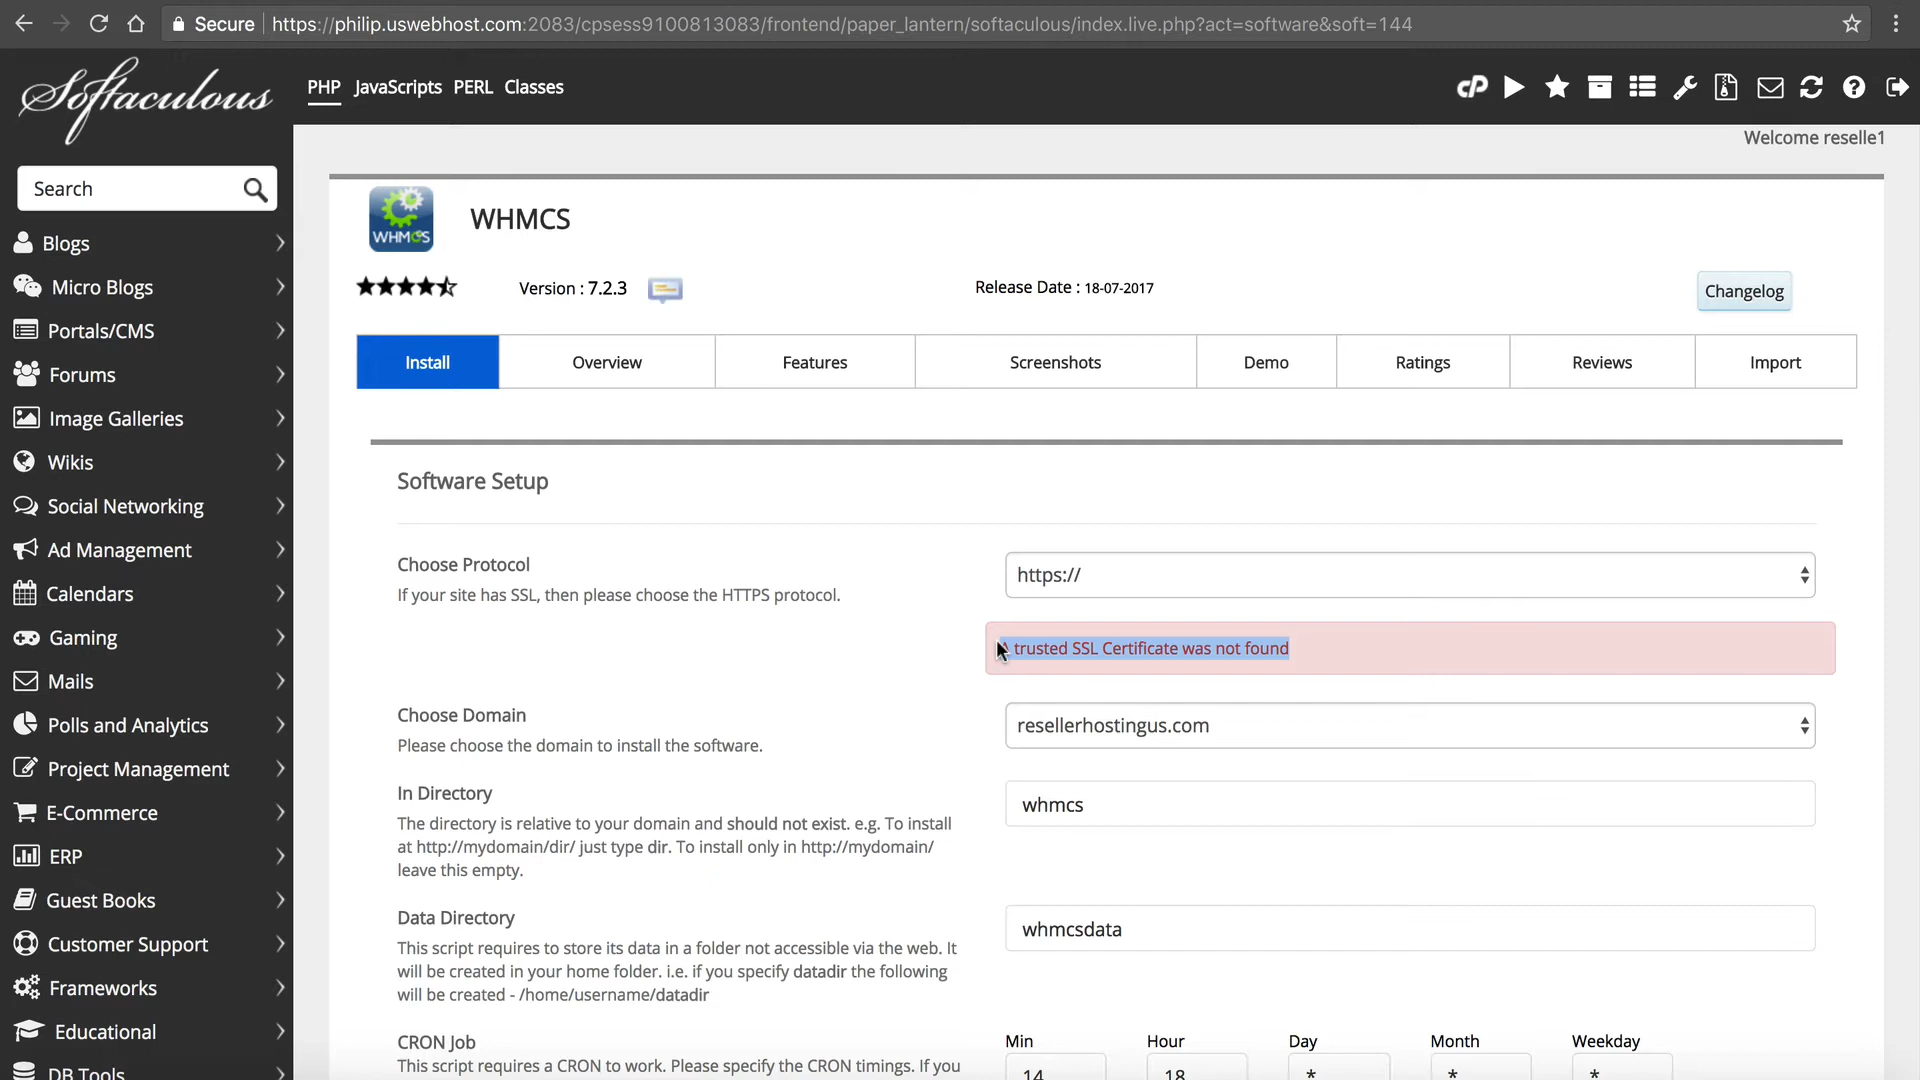 Secure https://philip.uswebhost.com:2083/cpsess9100813083/frontend/paper_lantern/softaculous/index.live.php?act=software&soft=144
Softaculous
PHP JavaScripts PERL Classes
cP
Welcome reselle1
Search
Blogs
Micro Blogs
Portals/CMS
Forums
Image Galleries
Wikis
Social Networking
Ad Management
Calendars
Gaming
Mails
Polls and Analytics
Project Management
E-Commerce
ERP
Guest Books
Customer Support
Frameworks
Educational
DB Tools
WHMCS
WHMCS
Version : 7.2.3
Release Date : 18-07-2017
Changelog
Install Overview Features Screenshots Demo Ratings Reviews Import
Software Setup
Choose Protocol
If your site has SSL, then please choose the HTTPS protocol.
https://
trusted SSL Certificate was not found
Choose Domain
Please choose the domain to install the software.
resellerhostingus.com
In Directory
The directory is relative to your domain and should not exist. e.g. To install
at http://mydomain/dir/ just type dir. To install only in http://mydomain/
leave this empty.
whmcs
Data Directory
This script requires to store its data in a folder not accessible via the web. It
will be created in your home folder. i.e. if you specify datadir the following
will be created - /home/username/datadir
whmcsdata
CRON Job
This script requires a CRON to work. Please specify the CRON timings. If you
Min Hour Day Month Weekday
14 18 * * *